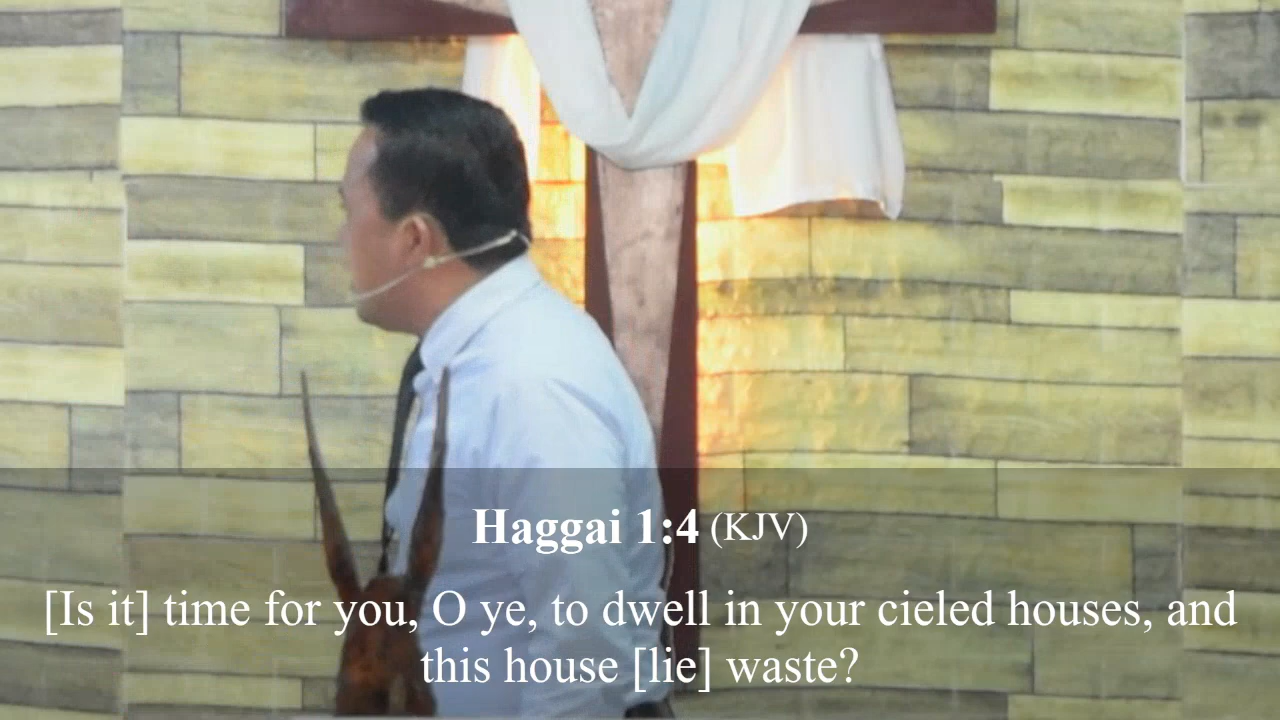 Haggai 1:4 (KJV)
[Is it] time for you, O ye, to dwell in your cieled houses, and
this house [lie] waste?